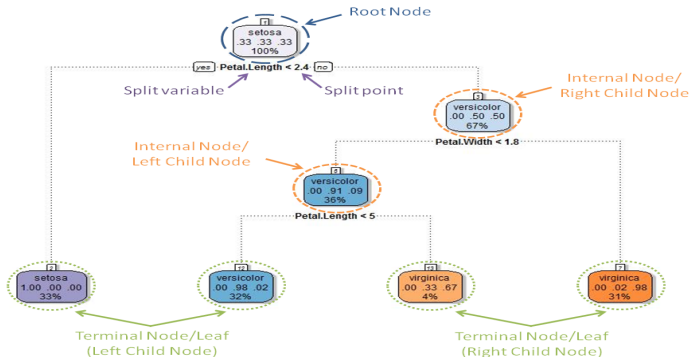 Root Node
1
setosa
.33 .33 .33
100%
yes Petal.Length < 2.4 no
Split variable
Split point
Internal Node/
Right Child Node
3
versicolor
.00 .50 .50
67%
Petal.Width < 1.8
Internal Node/
Left Child Node
6
versicolor
.00 .91 .09
36%
Petal.Length < 5
2
setosa
1.00 .00 .00
33%
12
versicolor
.00 .98 .02
32%
13
virginica
.00 .33 .67
4%
7
virginica
.00 .02 .98
31%
Terminal Node/Leaf
(Left Child Node)
Terminal Node/Leaf
(Right Child Node)